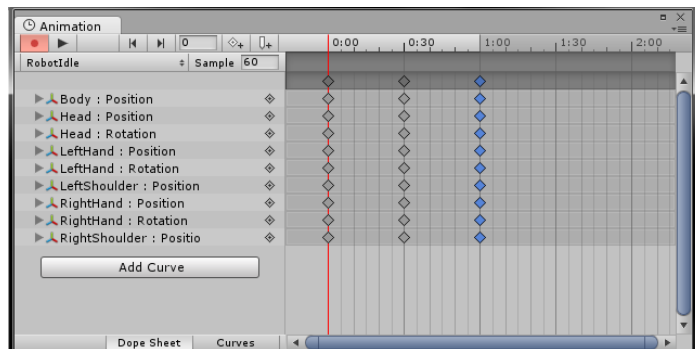 Animation
0 0:00 0:30 1:00 1:30 2:00
RobotIdle Sample 60
Body : Position
Head : Position
Head : Rotation
LeftHand : Position
LeftHand : Rotation
LeftShoulder : Position
RightHand : Position
RightHand : Rotation
RightShoulder : Positio
Add Curve
Dope Sheet Curves